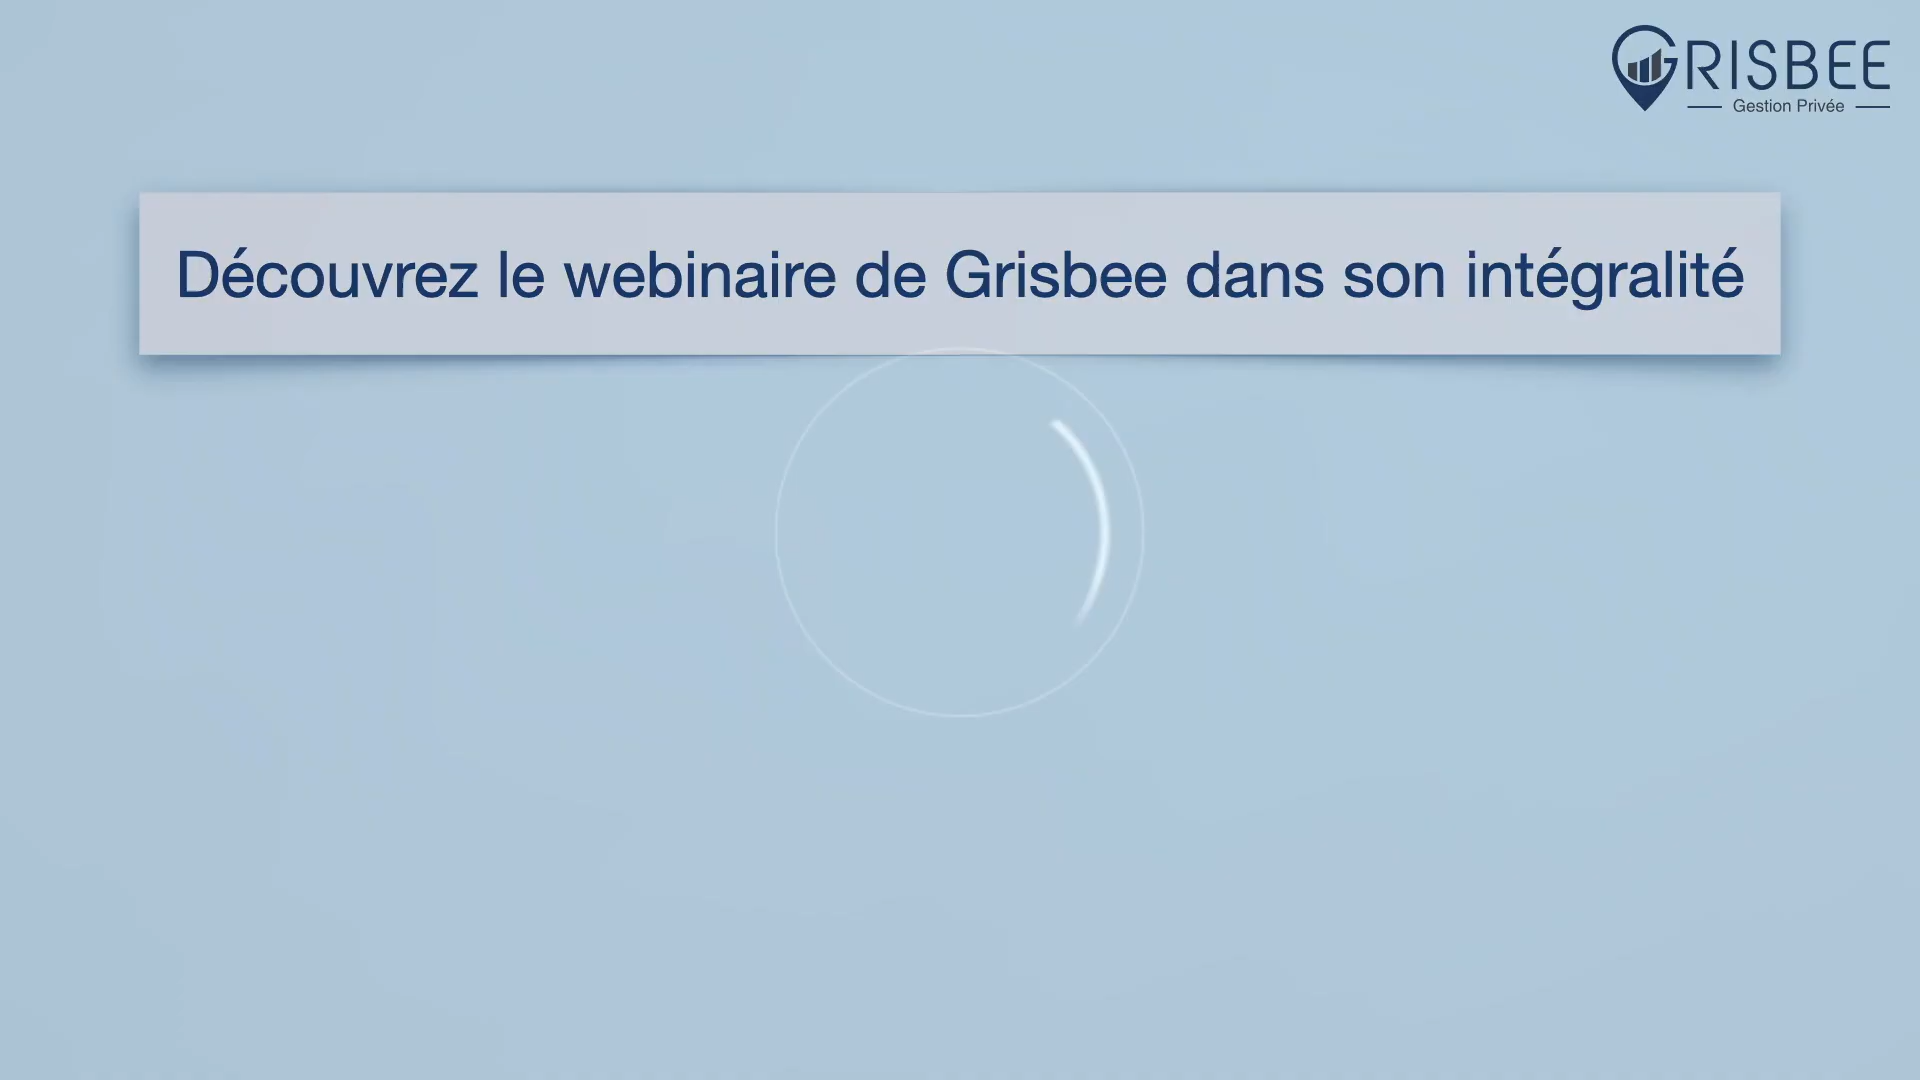 GRISBEE
Gestion Privée
Découvrez le webinaire de Grisbee dans son intégralité